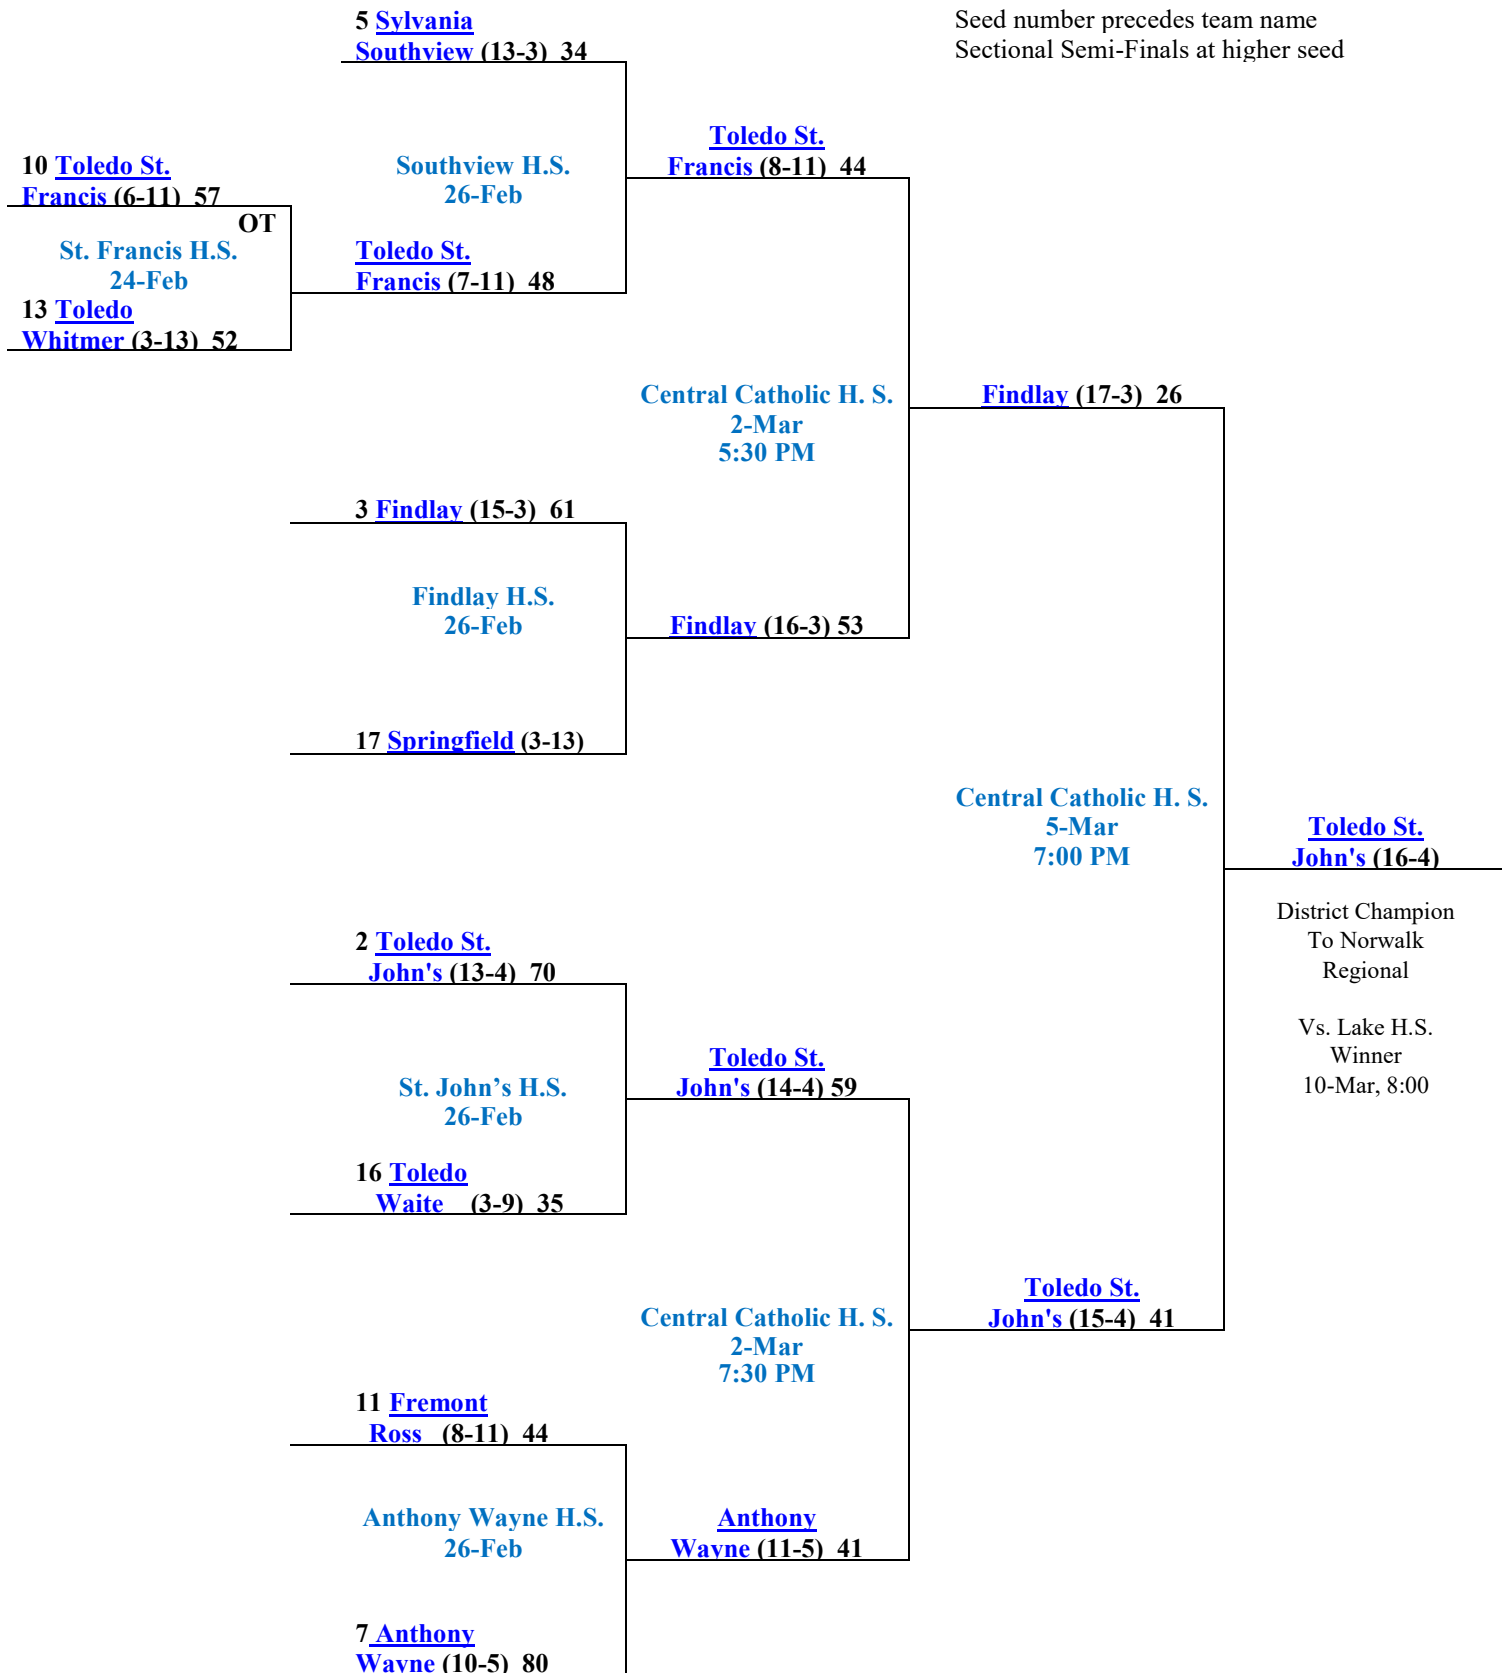 5 Sylvania
Southview (13-3) 34
Seed number precedes team name
Sectional Semi-Finals at higher seed
10 Toledo St.
Francis (6-11) 57
OT
St. Francis H.S.
24-Feb
13 Toledo
Whitmer (3-13) 52
Southview H.S.
26-Feb
Toledo St.
Francis (7-11) 48
Toledo St.
Francis (8-11) 44
Central Catholic H. S.
2-Mar
5:30 PM
Findlay (17-3) 26
3 Findlay (15-3) 61
Findlay H.S.
26-Feb
Findlay (16-3) 53
17 Springfield (3-13)
Central Catholic H. S.
5-Mar
7:00 PM
Toledo St.
John's (16-4)
District Champion
To Norwalk
Regional
Vs. Lake H.S.
Winner
10-Mar, 8:00
2 Toledo St.
John's (13-4) 70
St. John’s H.S.
26-Feb
Toledo St.
John's (14-4) 59
16 Toledo
Waite (3-9) 35
Central Catholic H. S.
2-Mar
7:30 PM
Toledo St.
John's (15-4) 41
11 Fremont
Ross (8-11) 44
Anthony Wayne H.S.
26-Feb
Anthony
Wayne (11-5) 41
7 Anthony
Wayne (10-5) 80